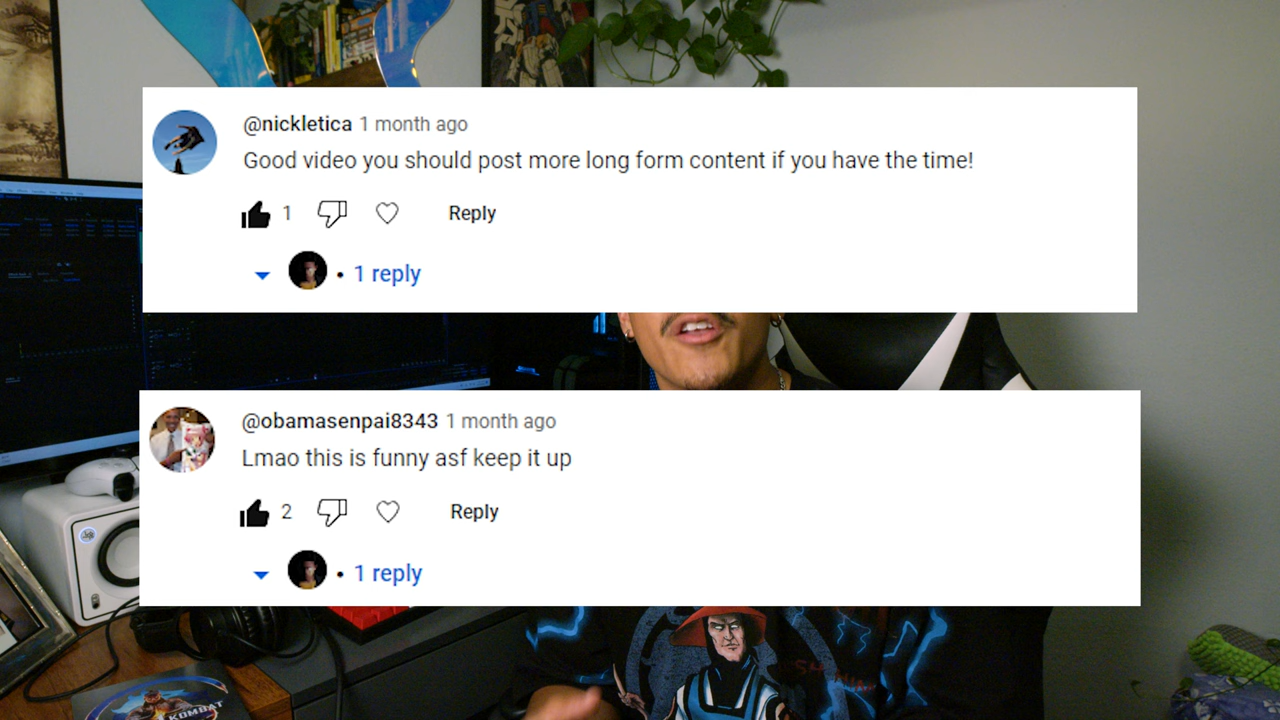 @nickletica 1 month ago
Good video you should post more long form content if you have the time!
1 Reply
• 1 reply
@obamasenpai8343 1 month ago
Lmao this is funny asf keep it up
2 Reply
• 1 reply
KOMBAT